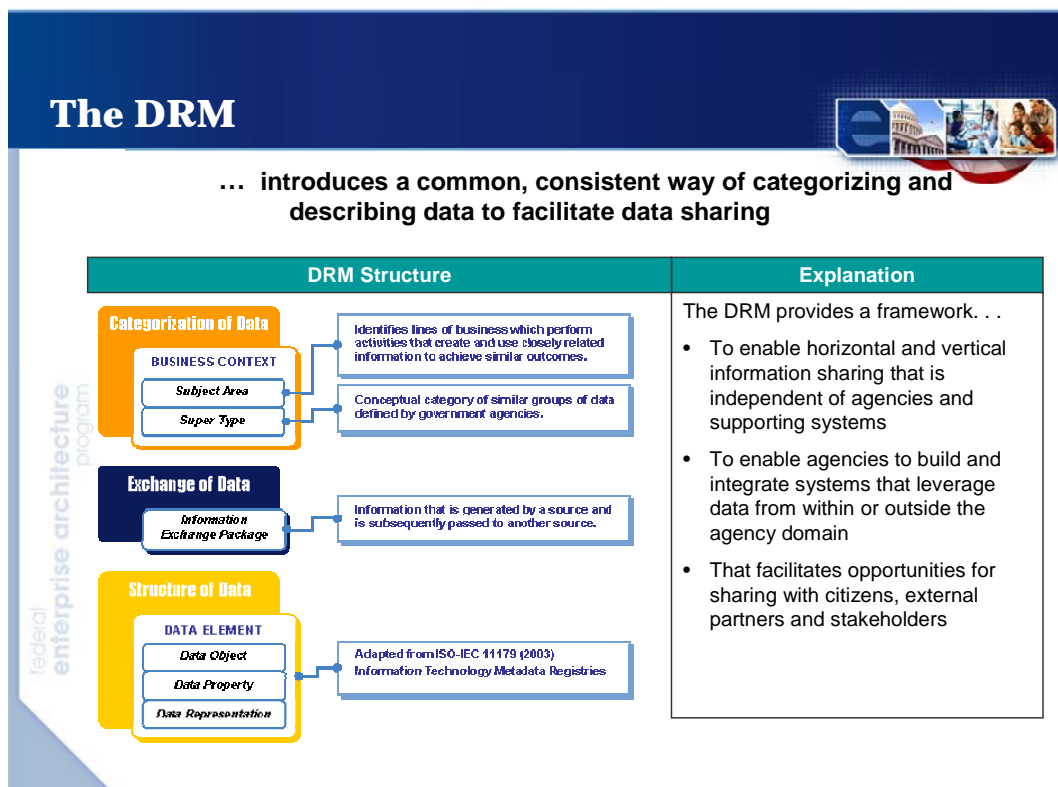 The DRM
... introduces a common, consistent way of categorizing and
describing data to facilitate data sharing
DRM Structure
Explanation
Categorization of Data
BUSINESS CONTEXT
Subject Area
Super Type
Identifies lines of business which perform
activities that create and use closely related
information to achieve similar outcomes.
Conceptual category of similar groups of data
defined by government agencies.
Exchange of Data
Information
Exchange Package
Information that is generated by a source and
is subsequently passed to another source.
Structure of Data
DATA ELEMENT
Data Object
Data Property
Data Representation
Adapted from ISO-IEC 11179 (2003)
Information Technology Metadata Registries
The DRM provides a framework. . .
• To enable horizontal and vertical
information sharing that is
independent of agencies and
supporting systems
• To enable agencies to build and
integrate systems that leverage
data from within or outside the
agency domain
• That facilitates opportunities for
sharing with citizens, external
partners and stakeholders
federal
enterprise architecture
program